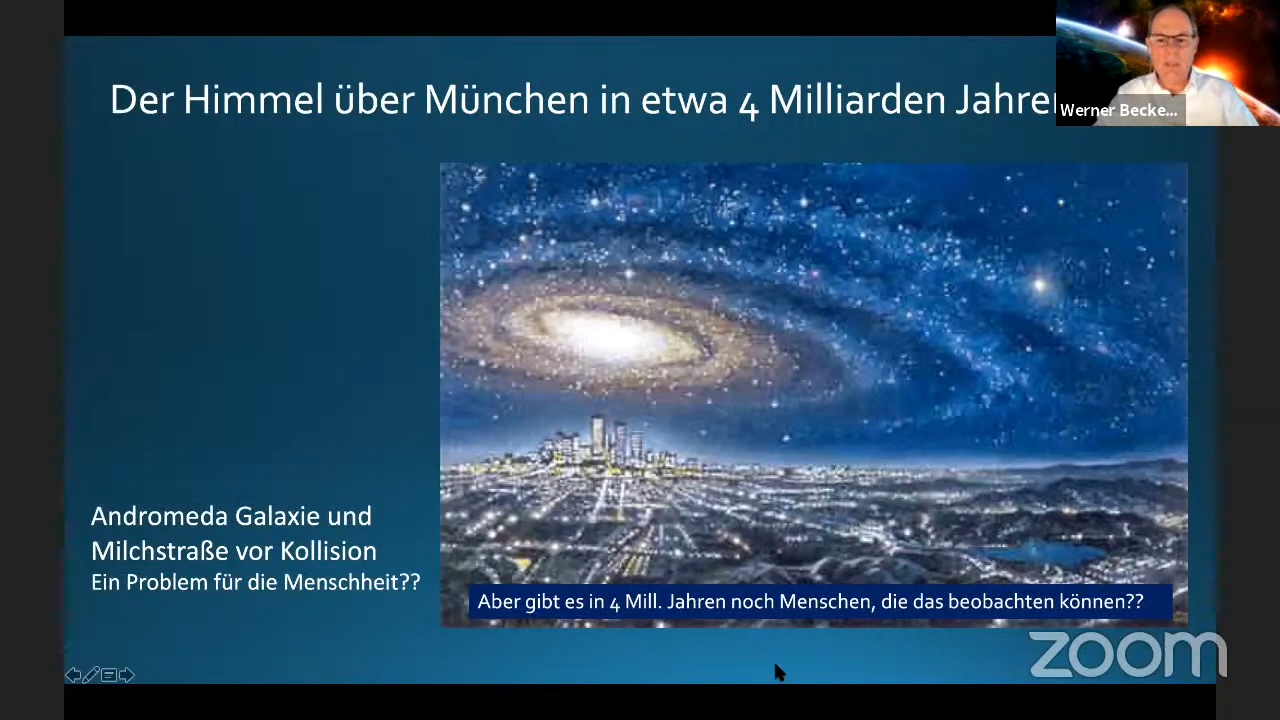 Der Himmel über München in etwa 4 Milliarden Jahren
Werner Becke...
Andromeda Galaxie und
Milchstraße vor Kollision
Ein Problem für die Menschheit??
Aber gibt es in 4 Mill. Jahren noch Menschen, die das beobachten können??
zoom